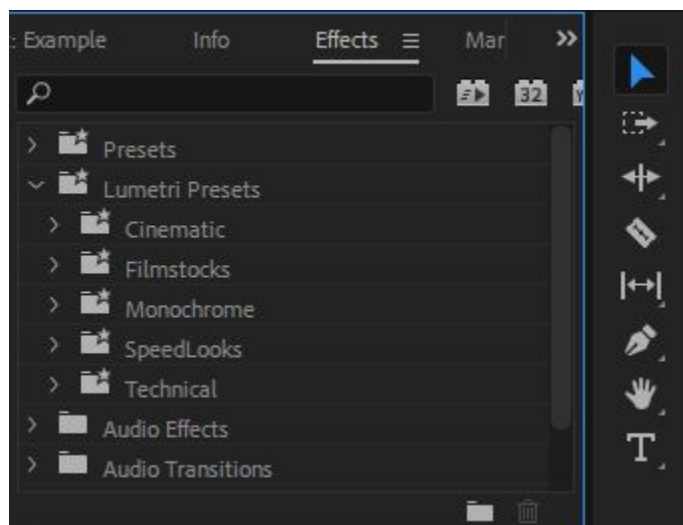 : Example Info Effects Mar
32
Presets
Lumetri Presets
Cinematic
Filmstocks
Monochrome
SpeedLooks
Technical
Audio Effects
Audio Transitions
T